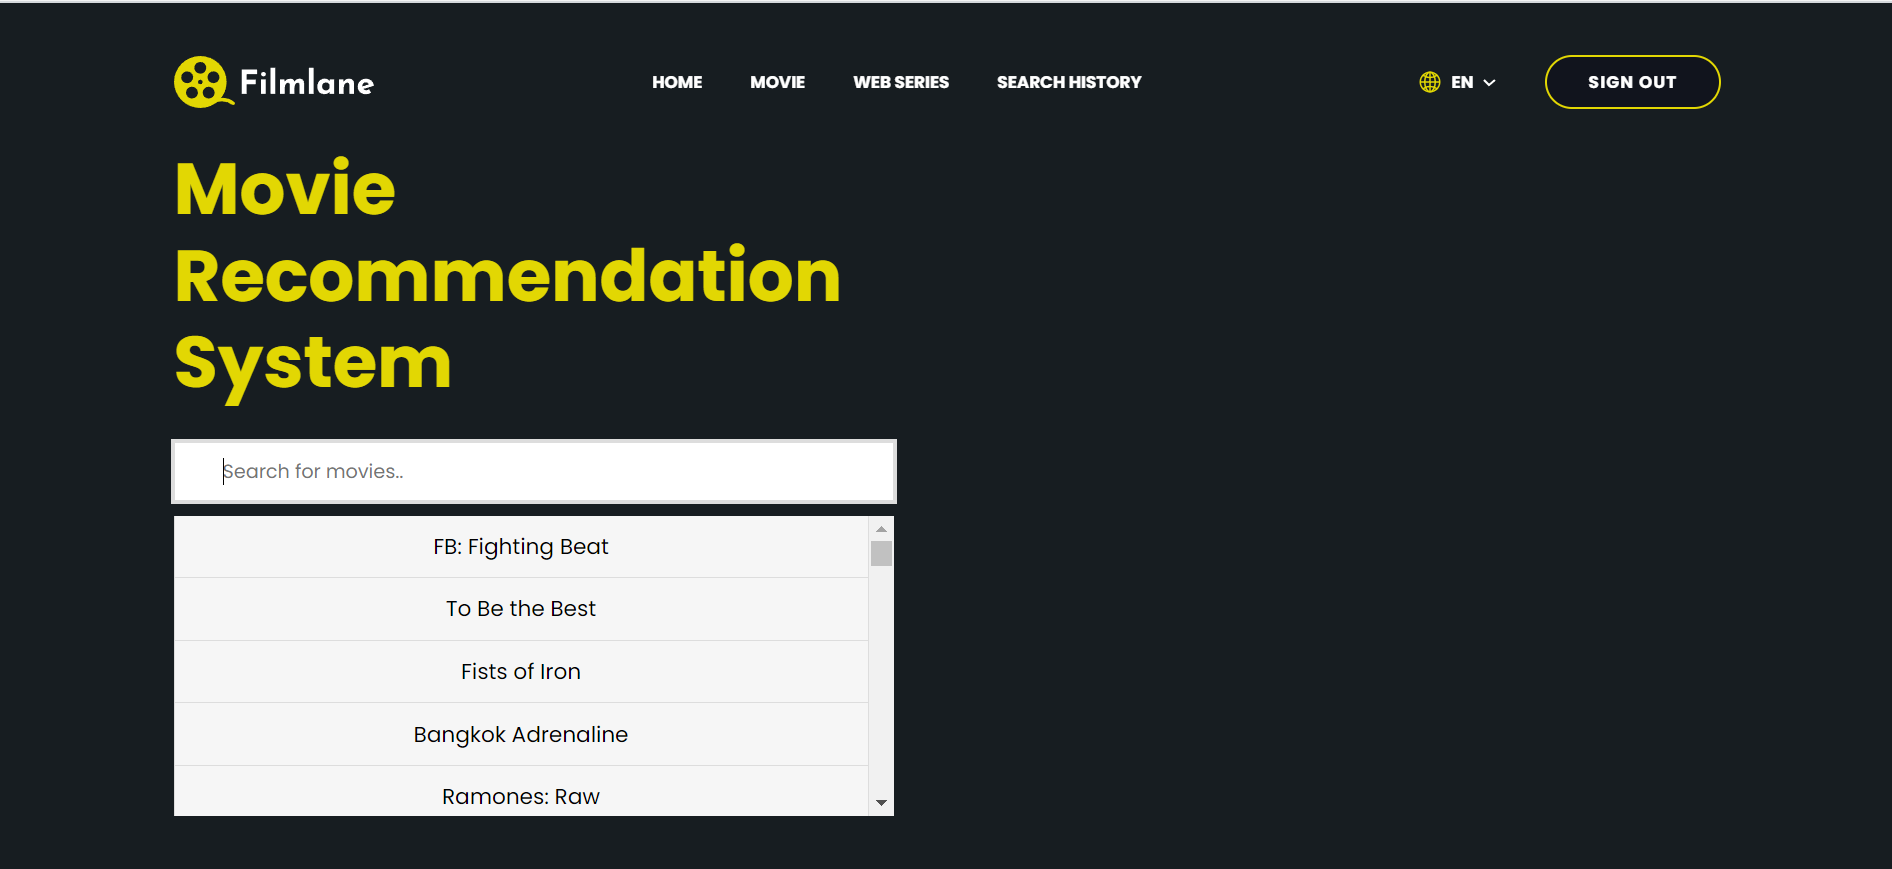 Filmlane
HOME MOVIE WEB SERIES SEARCH HISTORY
EN
SIGN OUT
Movie
Recommendation
System
Search for movies..
FB: Fighting Beat
To Be the Best
Fists of Iron
Bangkok Adrenaline
Ramones: Raw